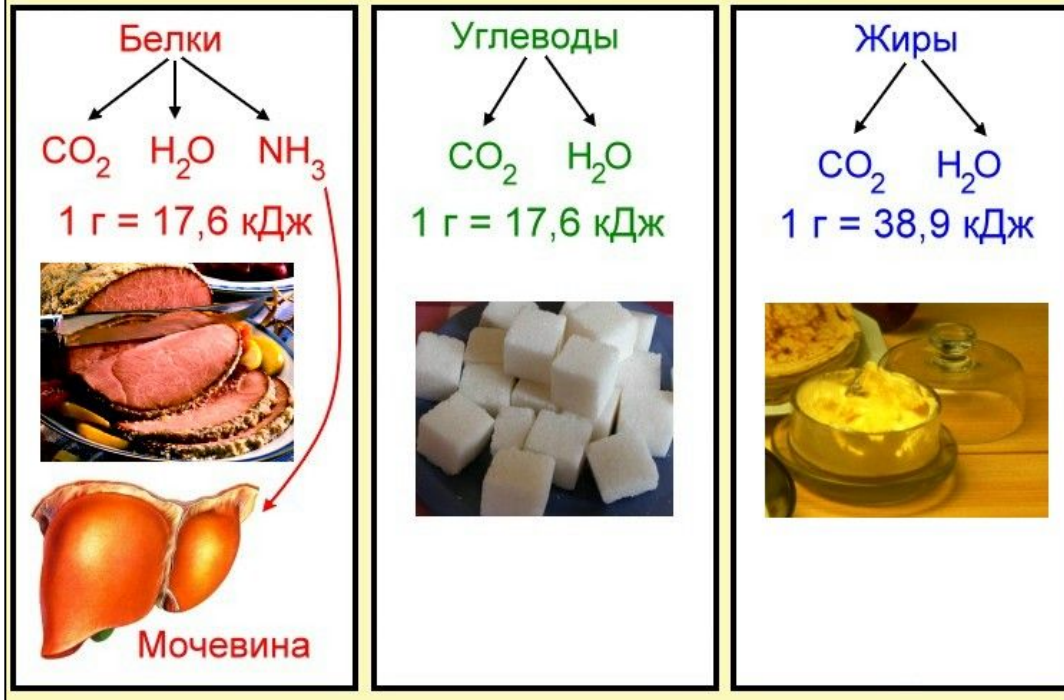 Белки
CO2 H2O NH3
1 г = 17,6 кДж
Мочевина
Углеводы
CO2 H2O
1 г = 17,6 кДж
Жиры
CO2 H2O
1 г = 38,9 кДж